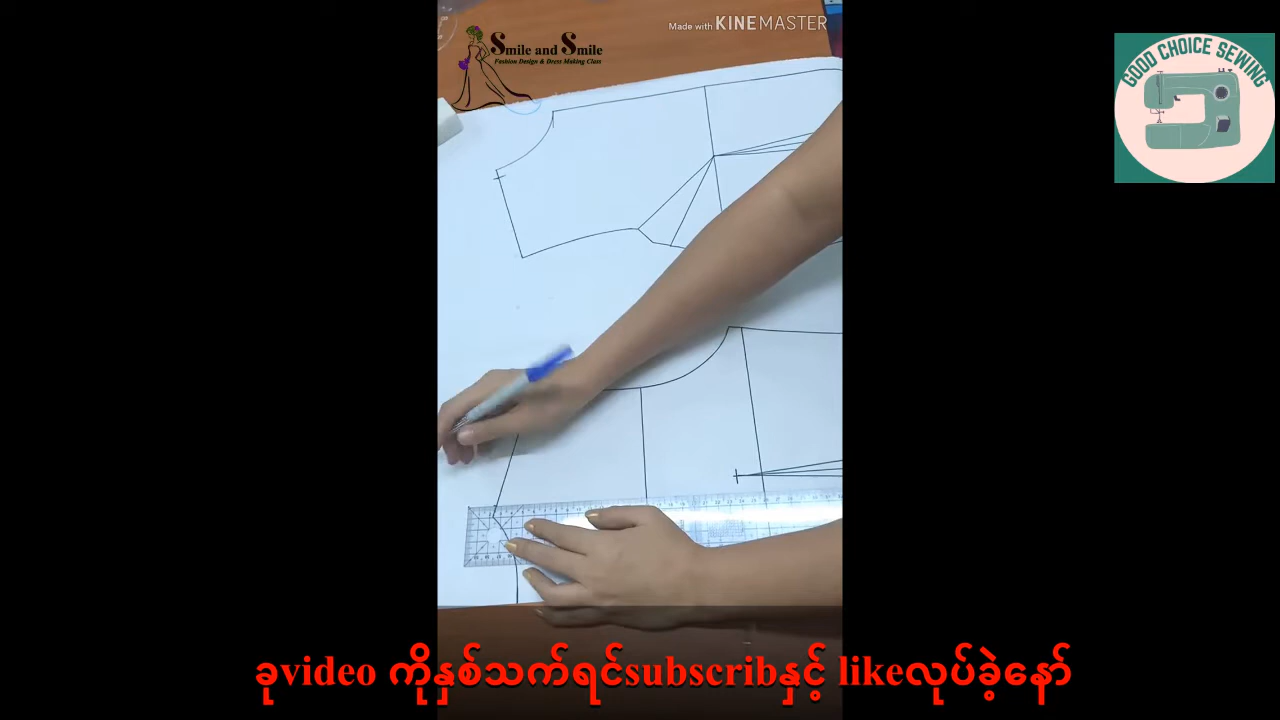 Made with KINEMASTER
Smile and Smile
Fashion Design & Dress Making Class
GOOD CHOICE SEWING
ခုvideo ကိုနှစ်သက်ရင်subscribနှင့် likeလုပ်ခဲ့နော်